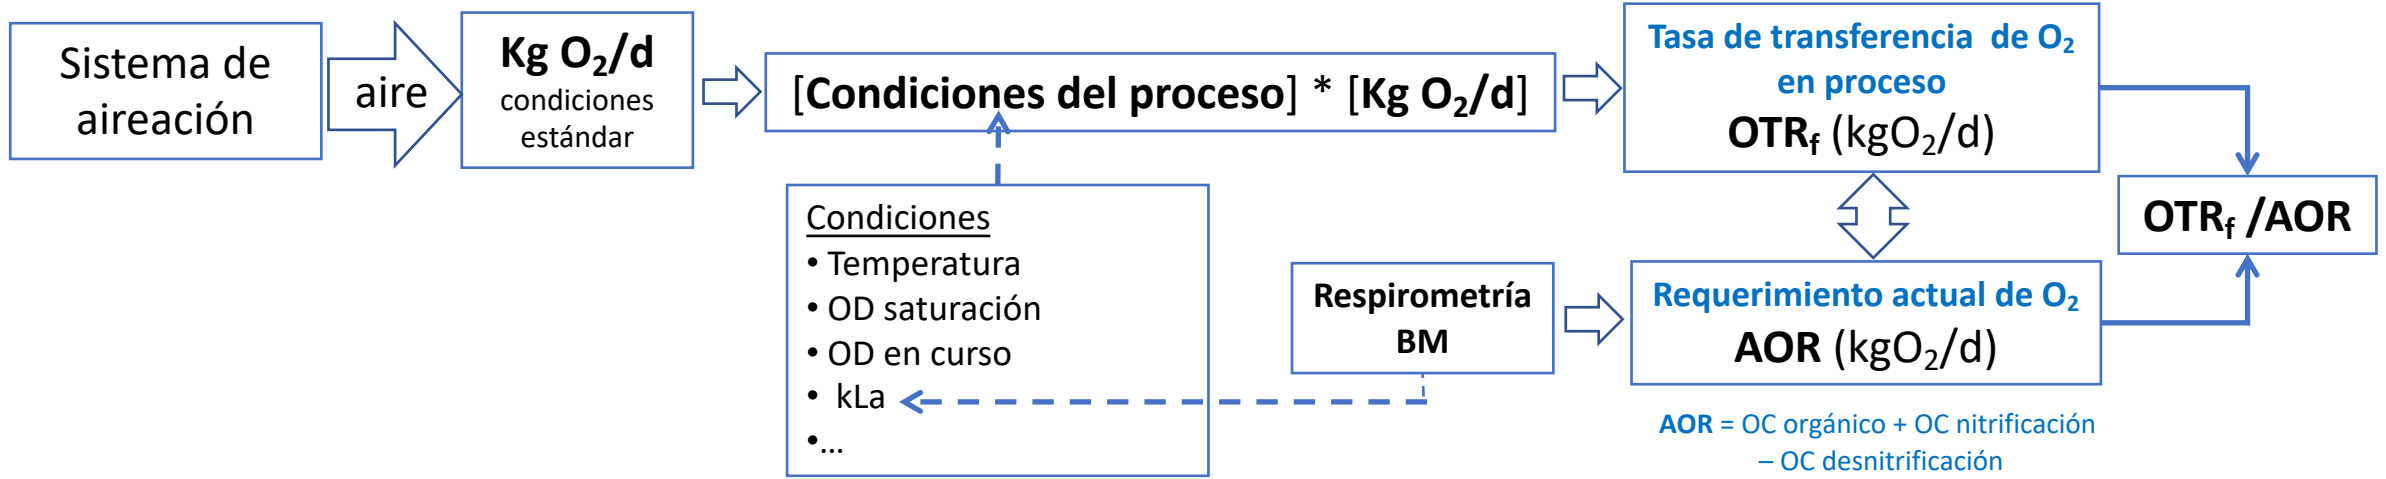 Sistema de
aireación
aire
Kg O₂/d
condiciones
estándar
[Condiciones del proceso] * [Kg O₂/d]
Tasa de transferencia de O₂
en proceso
OTRf (kgO₂/d)
OTRf /AOR
Condiciones
• Temperatura
• OD saturación
• OD en curso
• kLa
•...
Respirometría
BM
Requerimiento actual de O₂
AOR (kgO₂/d)
AOR = OC orgánico + OC nitrificación
– OC desnitrificación